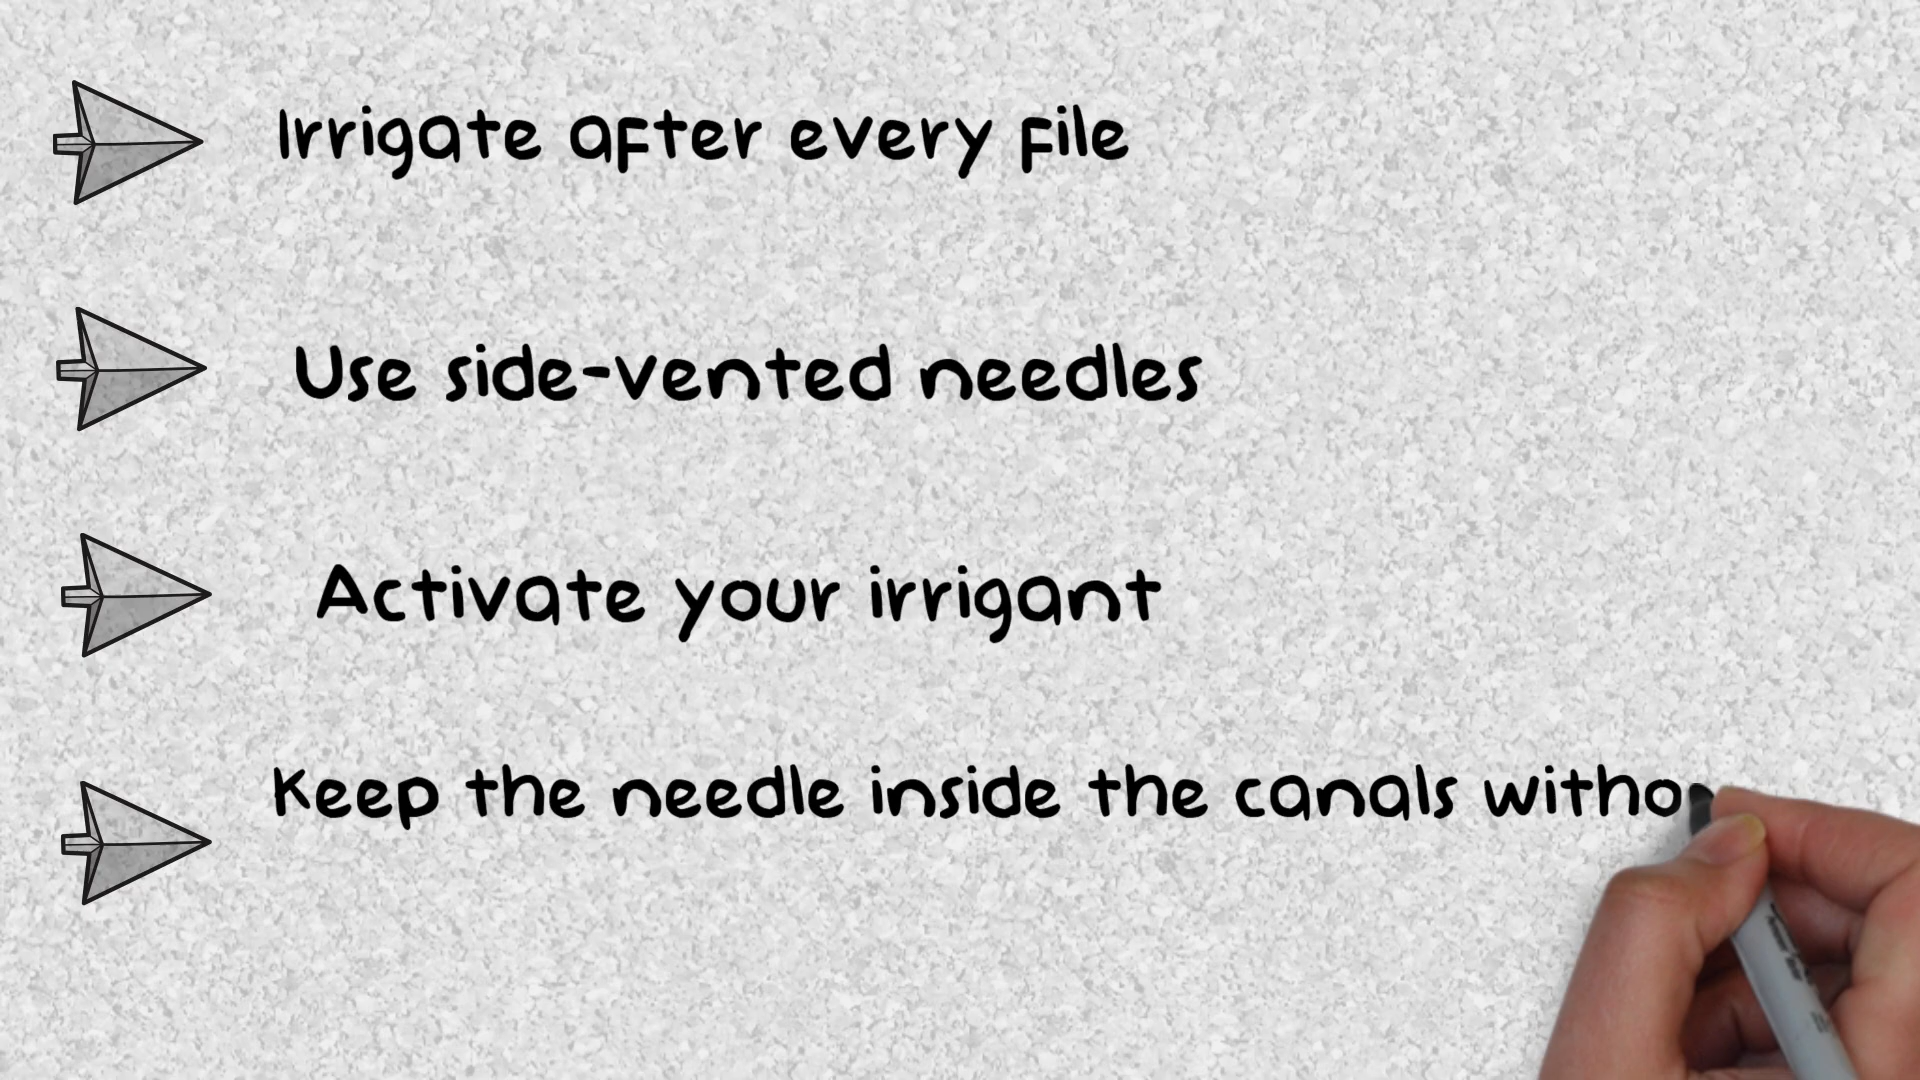 Irrigate after every file
Use side-vented needles
Activate your irrigant
Keep the needle inside the canals witho